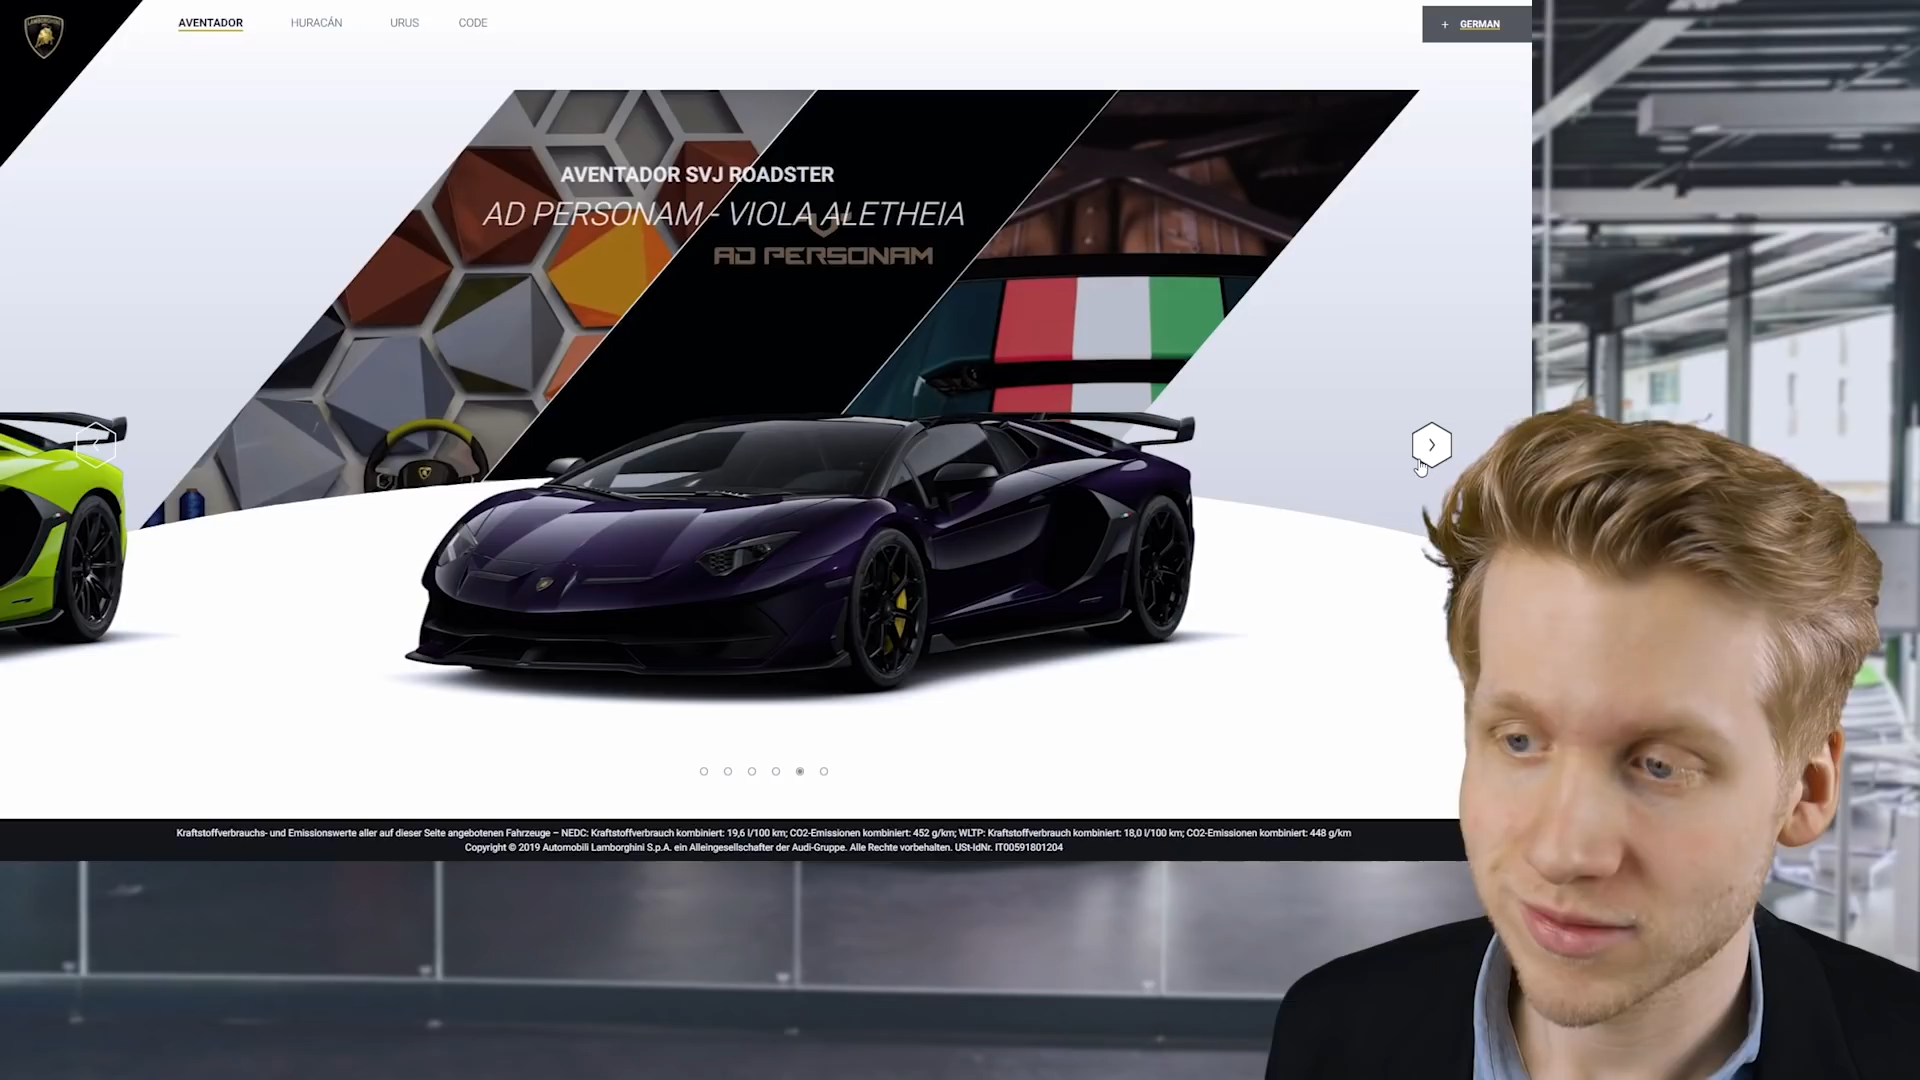 LAMBORGHINI
AVENTADOR
HURACÁN
URUS
CODE
+ GERMAN
AVENTADOR SVJ ROADSTER
AD PERSONAM - VIOLA ALETHEIA
AD PERSONAM
Kraftstoffverbrauchs- und Emissionswerte aller auf dieser Seite angebotenen Fahrzeuge – NEDC: Kraftstoffverbrauch kombiniert: 19,6 l/100 km; CO2-Emissionen kombiniert: 452 g/km; WLTP: Kraftstoffverbrauch kombiniert: 18,0 l/100 km; CO2-Emissionen kombiniert: 448 g/km
Copyright © 2019 Automobili Lamborghini S.p.A. ein Alleingesellschafter der Audi-Gruppe. Alle Rechte vorbehalten. USt-IdNr. IT00591801204